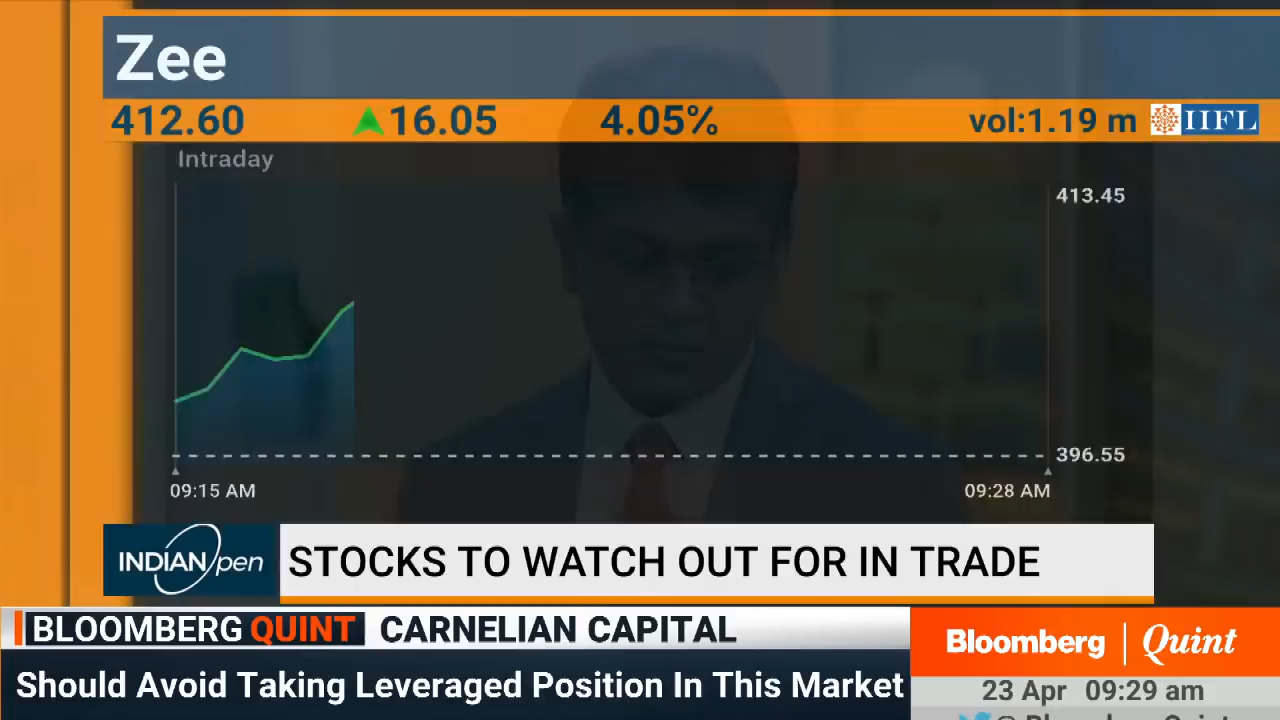 Zee
412.60 16.05 4.05% vol:1.19 m IIFL
Intraday
413.45
396.55
09:15 AM 09:28 AM
INDIAN Open STOCKS TO WATCH OUT FOR IN TRADE
BLOOMBERG QUINT CARNELIAN CAPITAL
Should Avoid Taking Leveraged Position In This Market
Bloomberg | Quint
23 Apr 09:29 am